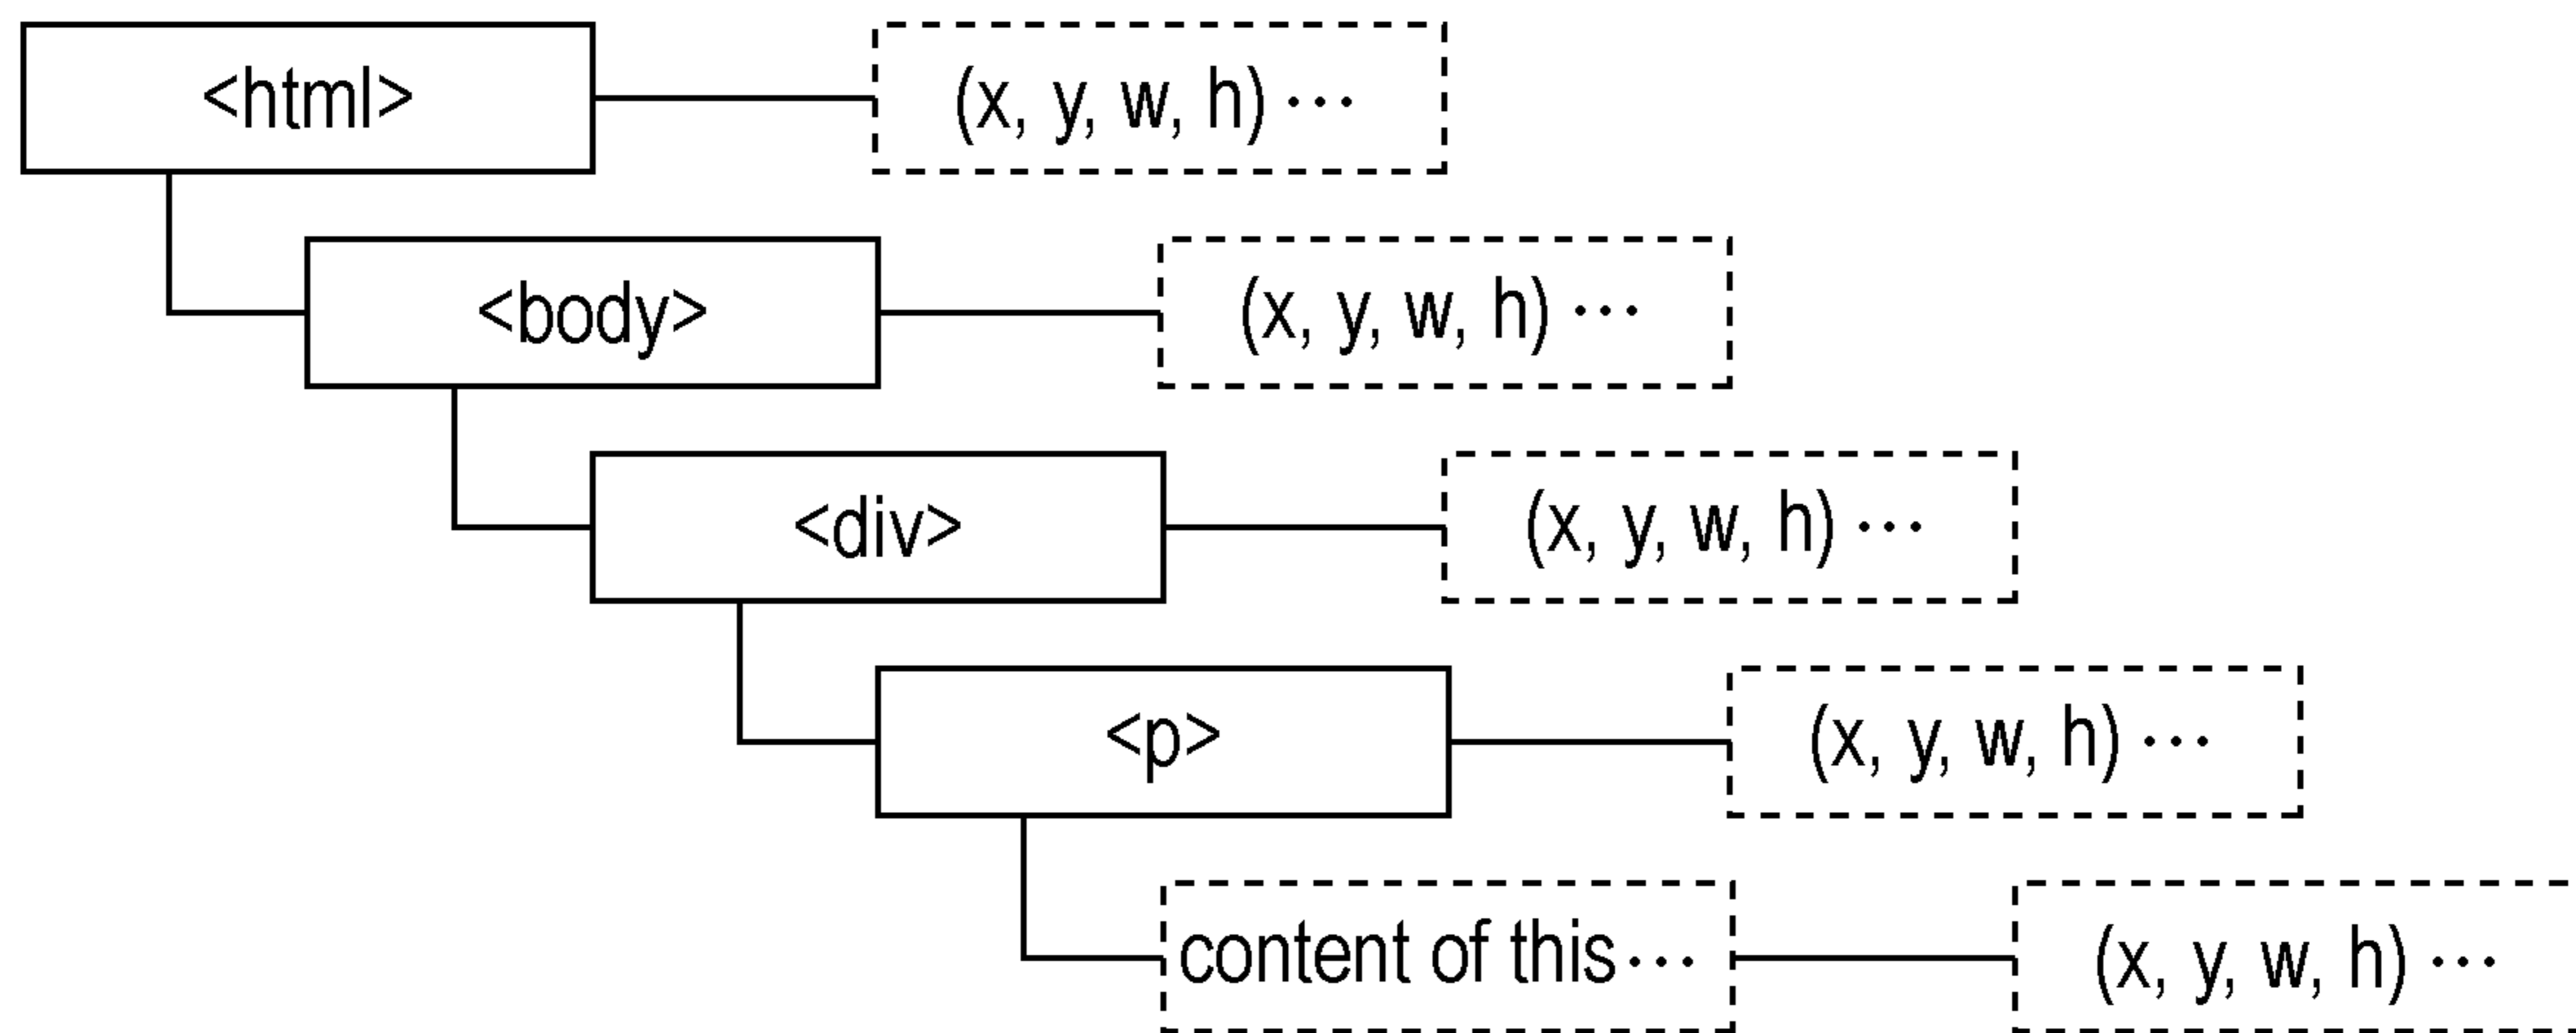 <html> (x, y, w, h) ···
<body> (x, y, w, h) ···
<div> (x, y, w, h) ···
<p> (x, y, w, h) ···
content of this ··· (x, y, w, h) ···